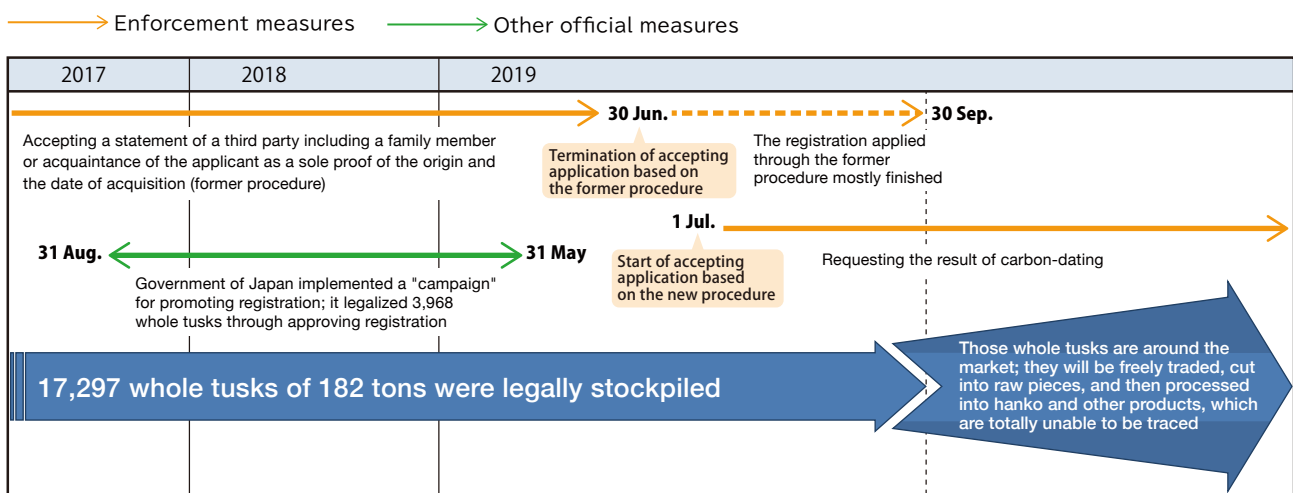 Enforcement measures
Other official measures
2017
2018
2019
30 Jun.
30 Sep.
Accepting a statement of a third party including a family member
or acquaintance of the applicant as a sole proof of the origin and
the date of acquisition (former procedure)
Termination of accepting
application based on
the former procedure
The registration applied
through the former
procedure mostly finished
1 Jul.
31 Aug.
31 May
Government of Japan implemented a "campaign"
for promoting registration; it legalized 3,968
whole tusks through approving registration
Start of accepting
application based
on the new procedure
Requesting the result of carbon-dating
17,297 whole tusks of 182 tons were legally stockpiled
Those whole tusks are around the
market; they will be freely traded, cut
into raw pieces, and then processed
into hanko and other products, which
are totally unable to be traced